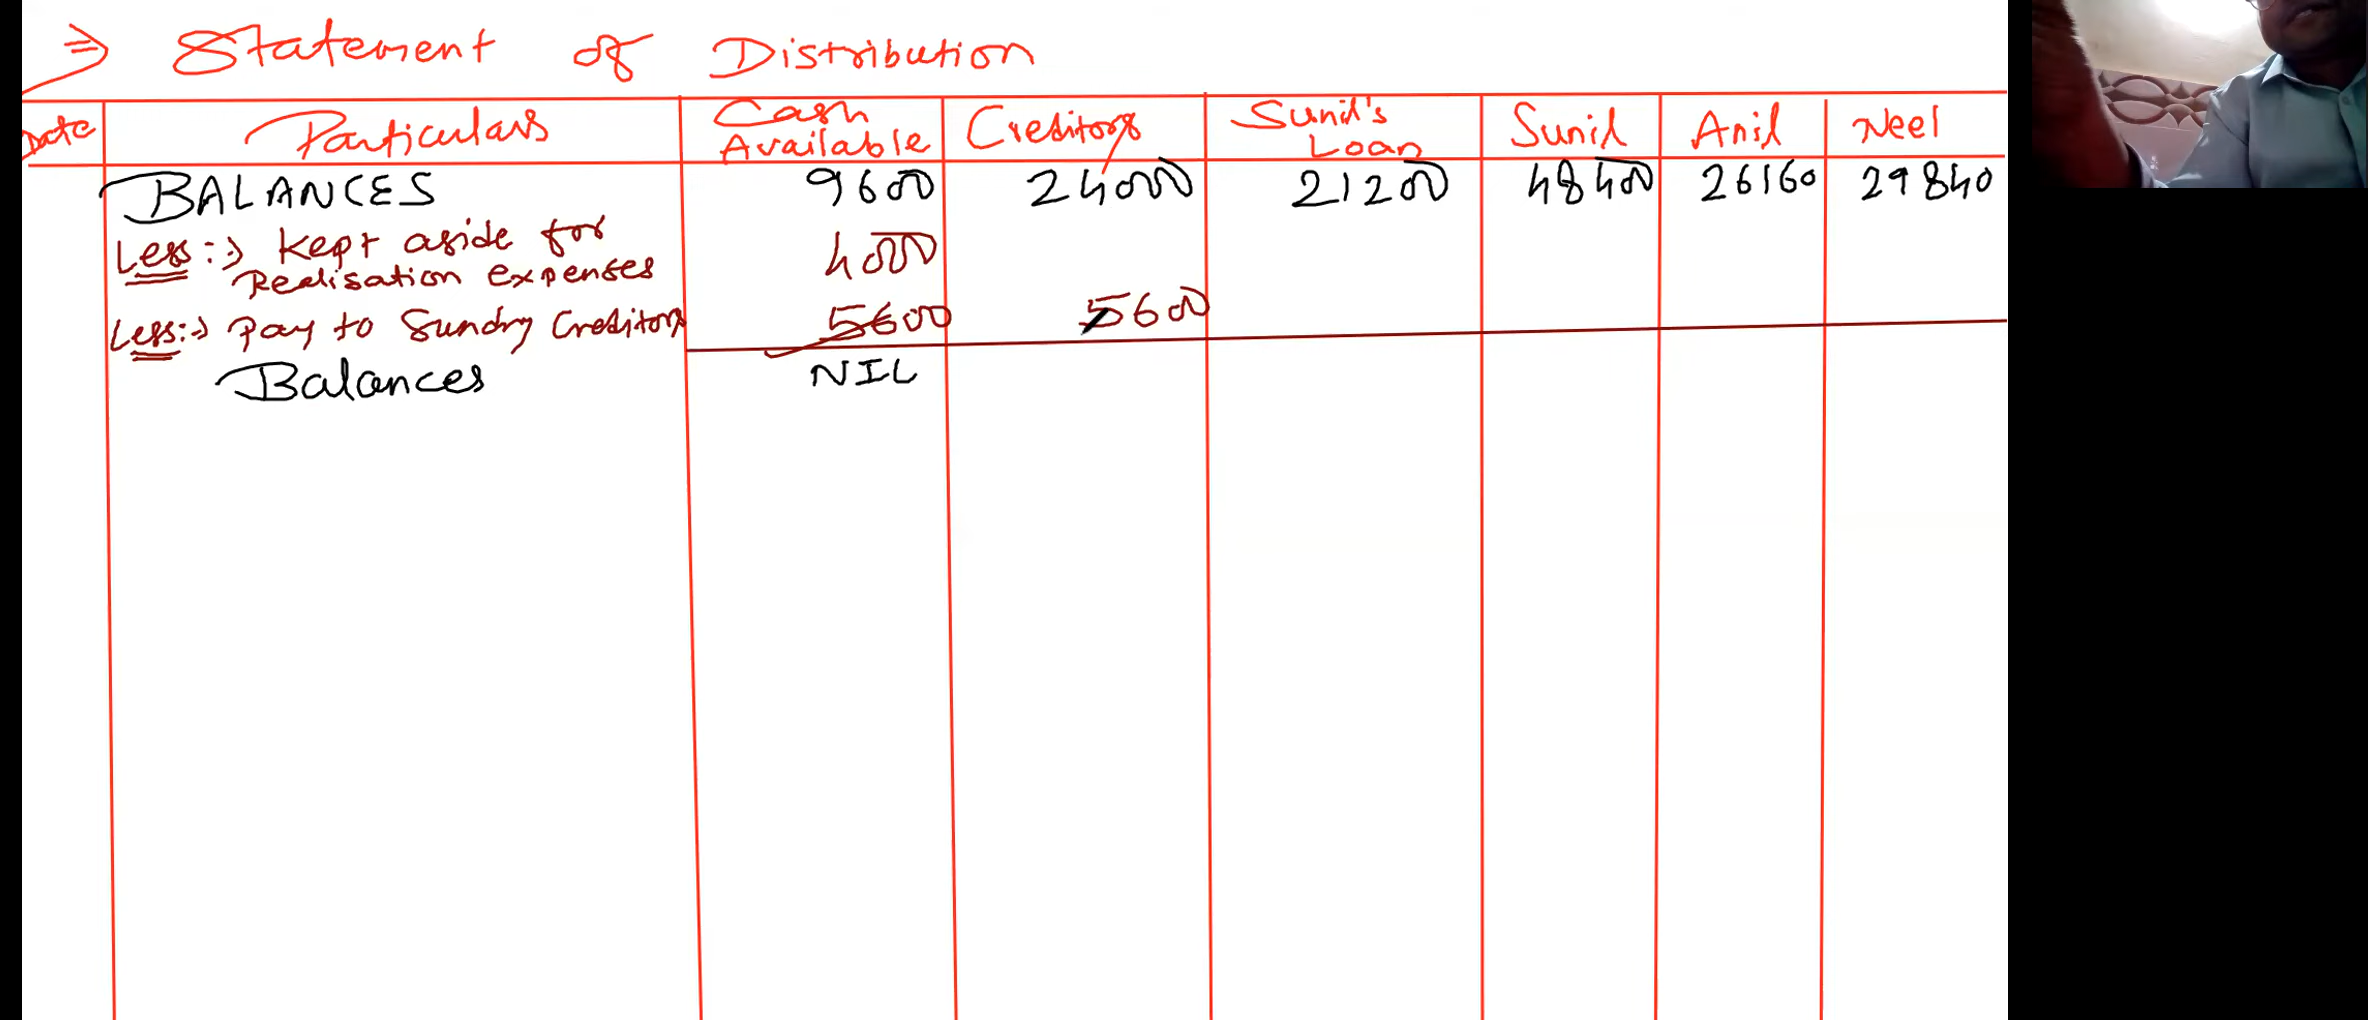 ⇒ Statement of Distribution
Date Particulars Cash Available Creditors Sunil's Loan Sunil Anil Neel
BALANCES 9600 24000 21200 48400 26160 29840
Less :→ Kept aside for Realisation expenses 4000
Less :→ Pay to Sundry Creditors 5600 5600
Balances NIL